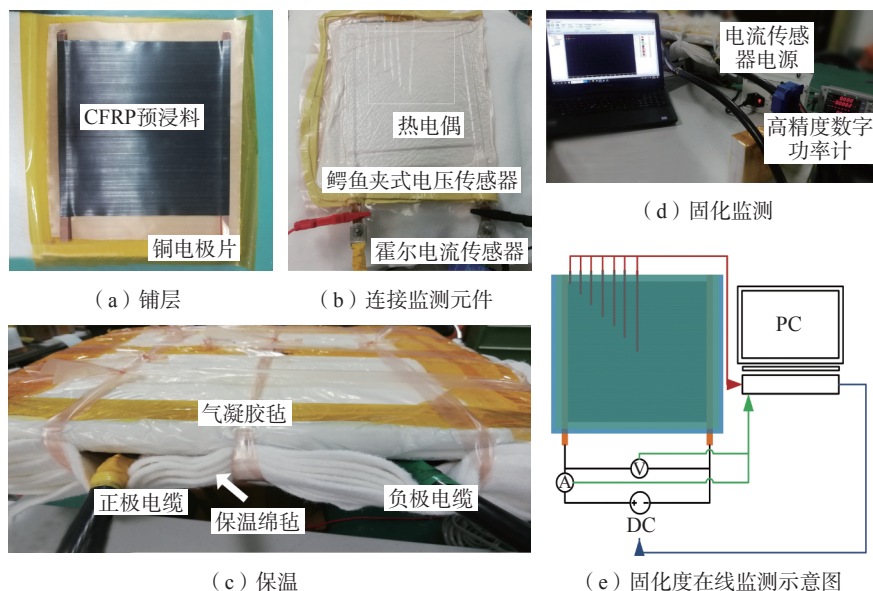 CFRP预浸料
铜电极片
(a)铺层
热电偶
鳄鱼夹式电压传感器
霍尔电流传感器
(b)连接监测元件
电流传感
器电源
高精度数字
功率计
(d)固化监测
气凝胶毡
正极电缆
保温绵毡
负极电缆
(c)保温
PC
V
A
DC
(e)固化度在线监测示意图